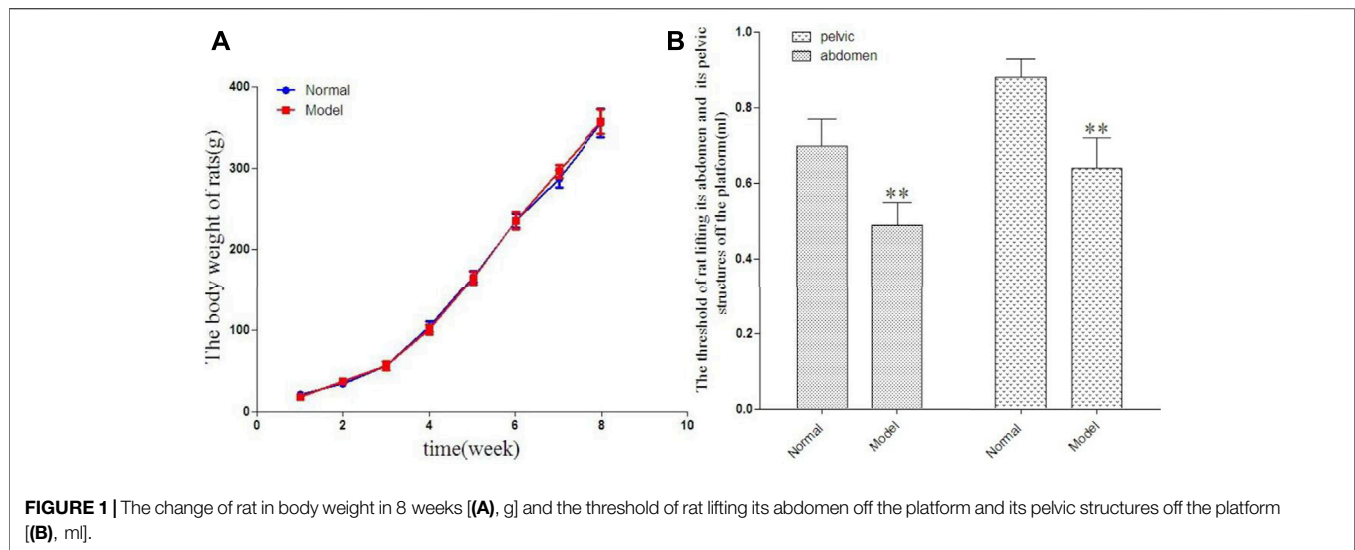 A
The body weight of rats(g)
400
300
200
100
0
Normal
Model
0 2 4 6 8 10
time(week)
B
The threshold of rat lifting its abdomen and its pelvic
structures off the platform(ml)
1.0
0.8
0.6
0.4
0.2
0.0
pelvic
abdomen
**
**
Normal Model Normal Model
FIGURE 1 | The change of rat in body weight in 8 weeks [(A), g] and the threshold of rat lifting its abdomen off the platform and its pelvic structures off the platform
[(B), ml].